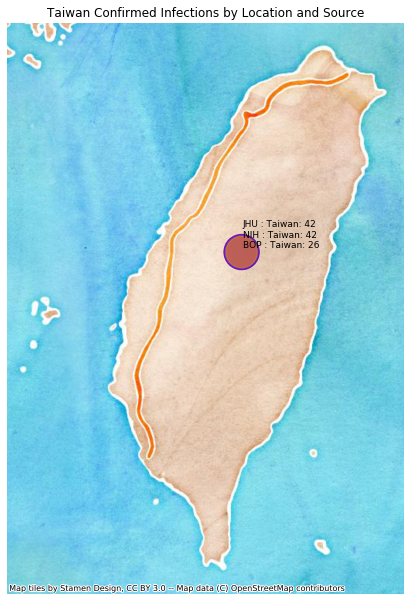 Taiwan Confirmed Infections by Location and Source
JHU : Taiwan: 42
NIH : Taiwan: 42
BOP : Taiwan: 26
Map tiles by Stamen Design, CC BY 3.0 -- Map data (C) OpenStreetMap contributors